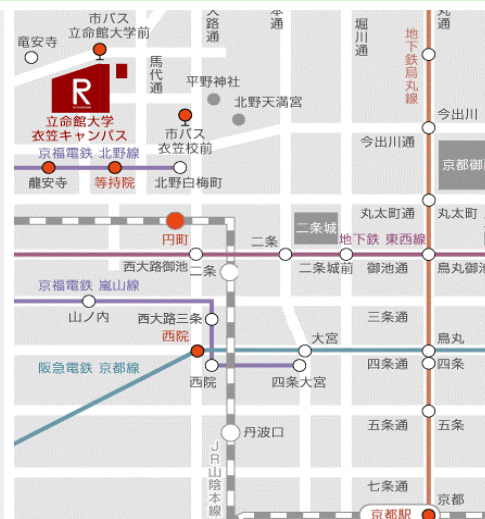 市バス
立命館大学前
竜安寺
大路通
本通
堀川通
丸通
馬代通
地下鉄烏丸線
平野神社
北野天満宮
R
立命館大学
衣笠キャンパス
市バス
衣笠校前
今出川
今出川通
京福電鉄 北野線
京都御
龍安寺
等持院
北野白梅町
丸太町通
丸太町
円町
二条城
二条
地下鉄 東西線
西大路御池
二条
二条城前
御池通
烏丸御池
京福電鉄 嵐山線
山ノ内
西大路三条
三条通
西院
大宮
烏丸
阪急電鉄 京都線
西院
四条大宮
四条通
四条
五条通
五条
丹波口
JR山陰本線
七条通
京都
京都駅